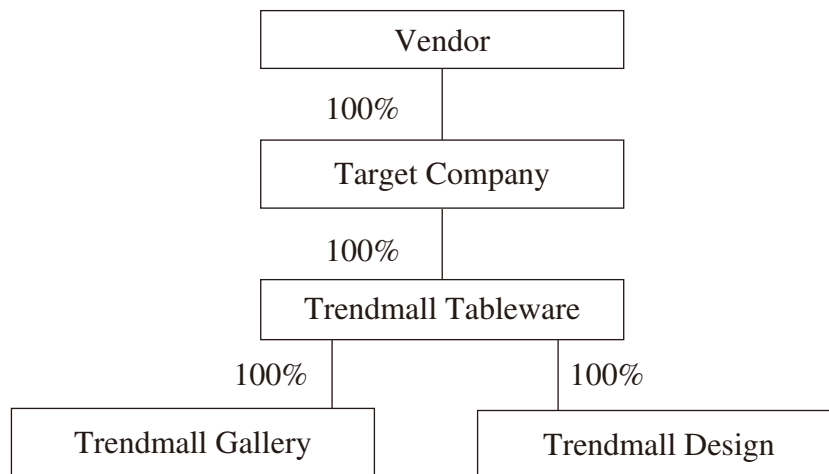 Vendor
100%
Target Company
100%
Trendmall Tableware
100%
100%
Trendmall Gallery
Trendmall Design